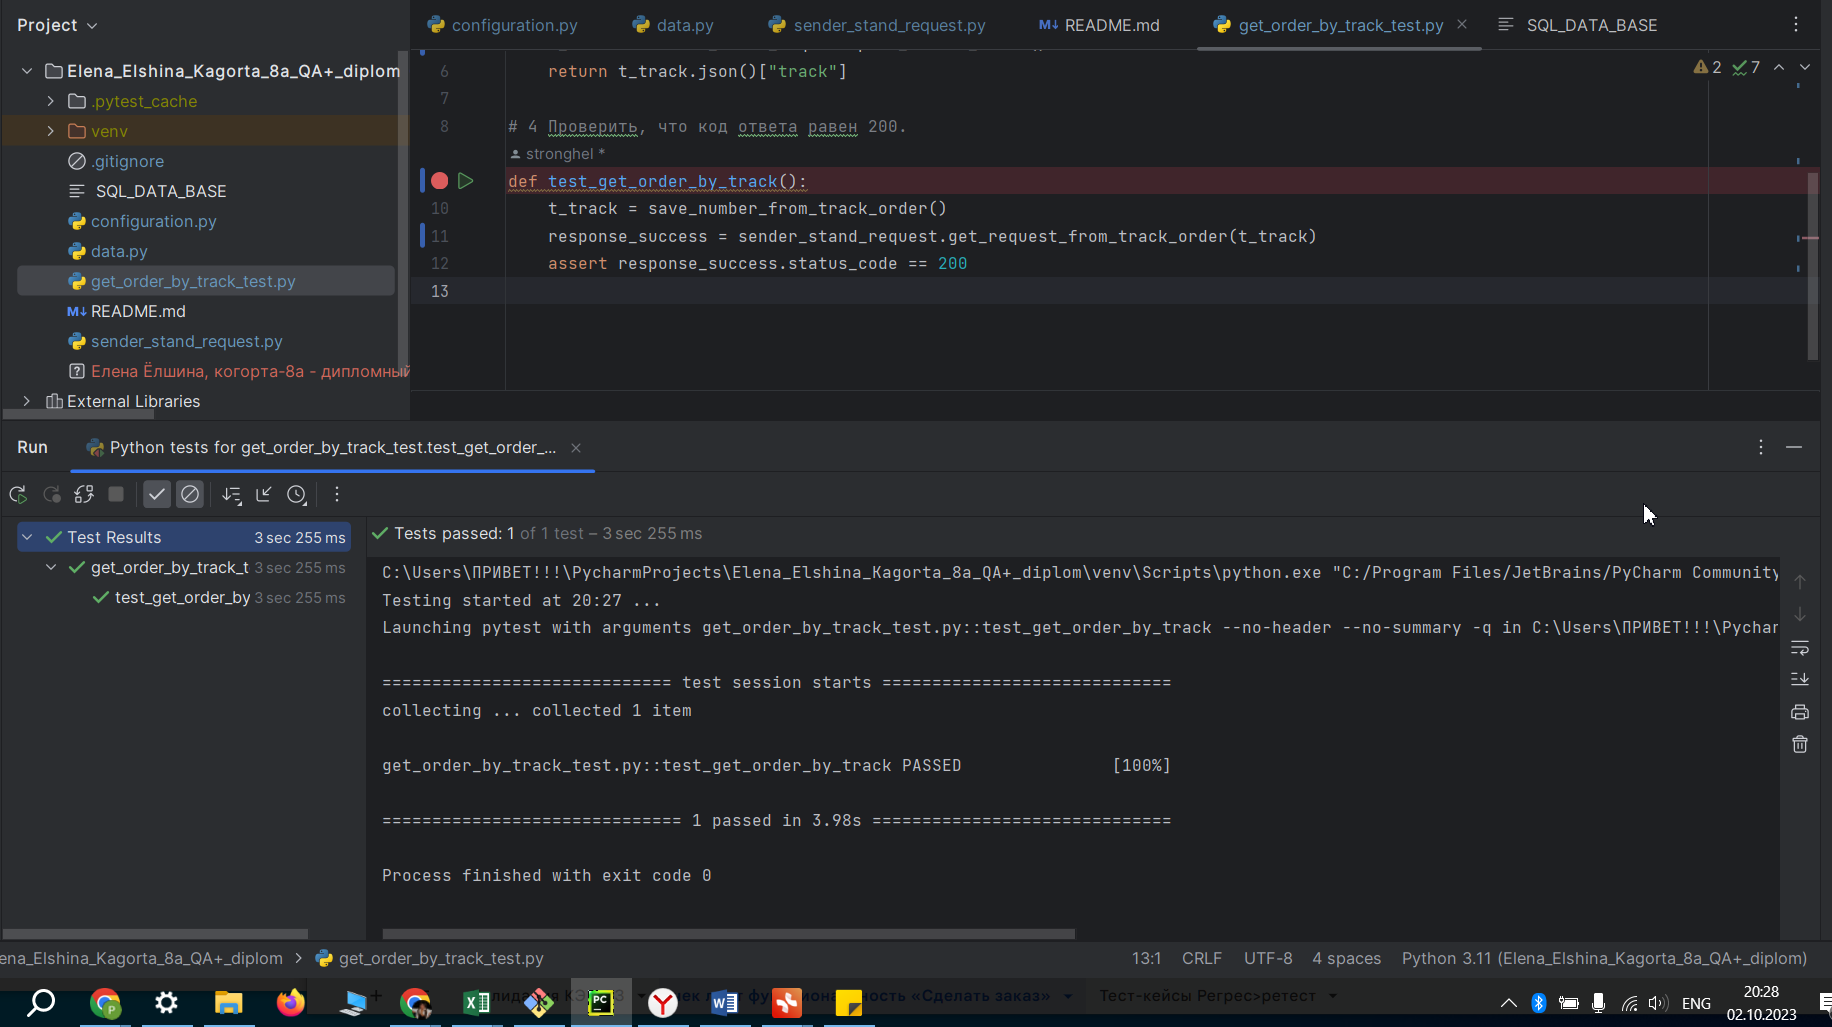 Project
configuration.py
data.py
sender_stand_request.py
M↓ README.md
get_order_by_track_test.py
SQL_DATA_BASE
Elena_Elshina_Kagorta_8a_QA+_diplom
.pytest_cache
venv
.gitignore
SQL_DATA_BASE
configuration.py
data.py
get_order_by_track_test.py
M↓ README.md
sender_stand_request.py
Елена Ёлшина, когорта-8а - дипломный
External Libraries
2 7
6 return t_track.json()["track"]
7
8 # 4 Проверить, что код ответа равен 200.
stronghel *
def test_get_order_by_track():
10 t_track = save_number_from_track_order()
11 response_success = sender_stand_request.get_request_from_track_order(t_track)
12 assert response_success.status_code == 200
13
Run
Python tests for get_order_by_track_test.test_get_order_...
Test Results 3 sec 255 ms
get_order_by_track_t 3 sec 255 ms
test_get_order_by 3 sec 255 ms
Tests passed: 1 of 1 test – 3 sec 255 ms
C:\Users\ПРИВЕТ!!!\PycharmProjects\Elena_Elshina_Kagorta_8a_QA+_diplom\venv\Scripts\python.exe "C:/Program Files/JetBrains/PyCharm Community
Testing started at 20:27 ...
Launching pytest with arguments get_order_by_track_test.py::test_get_order_by_track --no-header --no-summary -q in C:\Users\ПРИВЕТ!!!\Pychar
============================= test session starts =============================
collecting ... collected 1 item
get_order_by_track_test.py::test_get_order_by_track PASSED [100%]
============================== 1 passed in 3.98s ==============================
Process finished with exit code 0
ena_Elshina_Kagorta_8a_QA+_diplom > get_order_by_track_test.py
13:1 CRLF UTF-8 4 spaces Python 3.11 (Elena_Elshina_Kagorta_8a_QA+_diplom)
«Сделать заказ» Тест-кейсы Регрес>ретест
ENG
20:28
02.10.2023